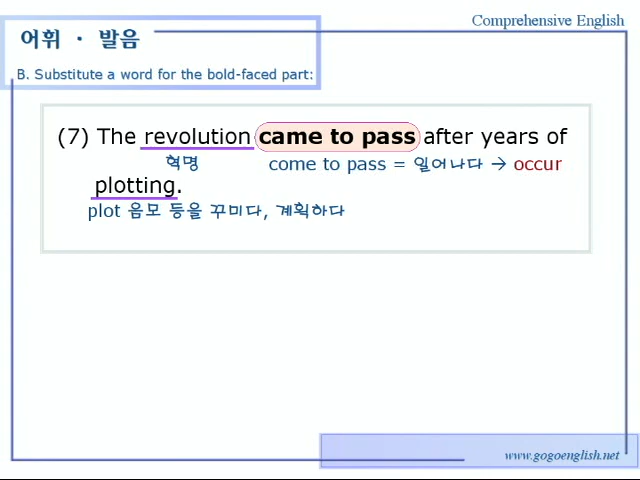 Comprehensive English
어휘 · 발음
B. Substitute a word for the bold-faced part:
(7) The revolution came to pass after years of
혁명 come to pass = 일어나다 → occur
plotting.
plot 음모 등을 꾸미다, 계획하다
www.gogoenglish.net